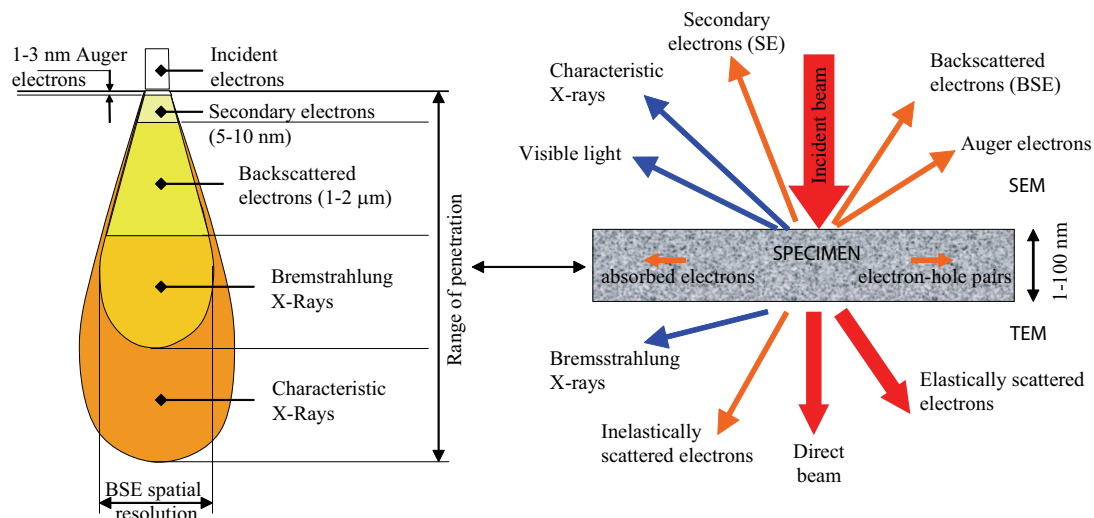 1-3 nm Auger
electrons
Incident
electrons
Secondary electrons
(5-10 nm)
Backscattered
electrons (1-2 μm)
Bremstrahlung
X-Rays
Characteristic
X-Rays
BSE spatial
resolution
Range of penetration
Secondary
electrons (SE)
Characteristic
X-rays
Visible light
Incident beam
Backscattered
electrons (BSE)
Auger electrons
SEM
SPECIMEN
absorbed electrons
electron-hole pairs
1-100 nm
TEM
Bremsstrahlung
X-rays
Inelastically
scattered electrons
Direct
beam
Elastically scattered
electrons